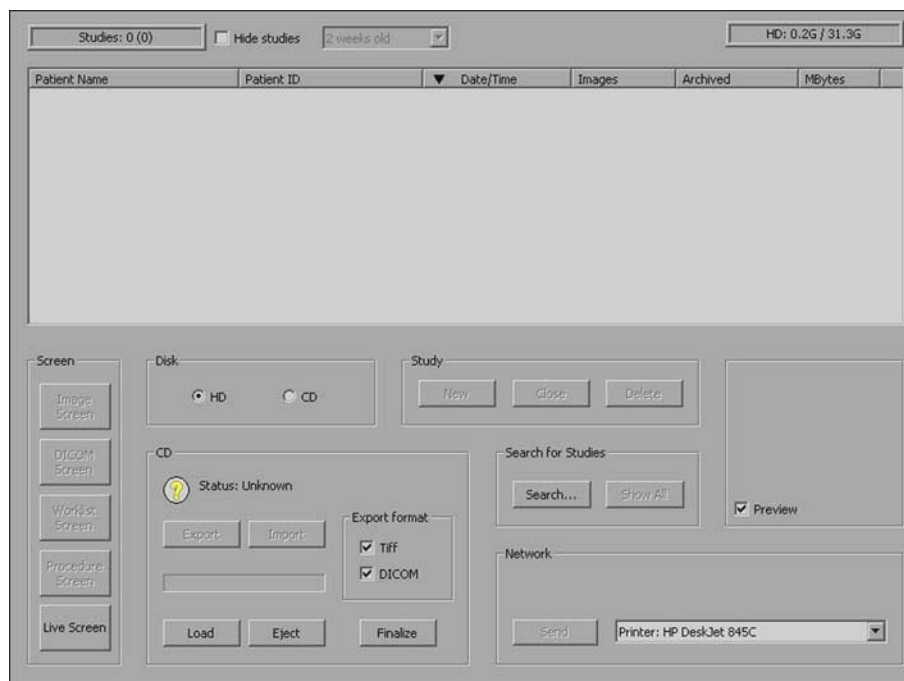 Studies: 0 (0)
Hide studies
2 weeks old
HD: 0.2G / 31.3G
Patient Name
Patient ID
Date/Time
Images
Archived
MBytes
Screen
Image
Screen
DICOM
Screen
Worklist
Screen
Procedure
Screen
Live Screen
Disk
HD
CD
Study
New
Close
Delete
CD
Status: Unknown
Export
Import
Export format
Tiff
DICOM
Load
Eject
Finalize
Search for Studies
Search...
Show All
Preview
Network
Send
Printer: HP DeskJet 845C